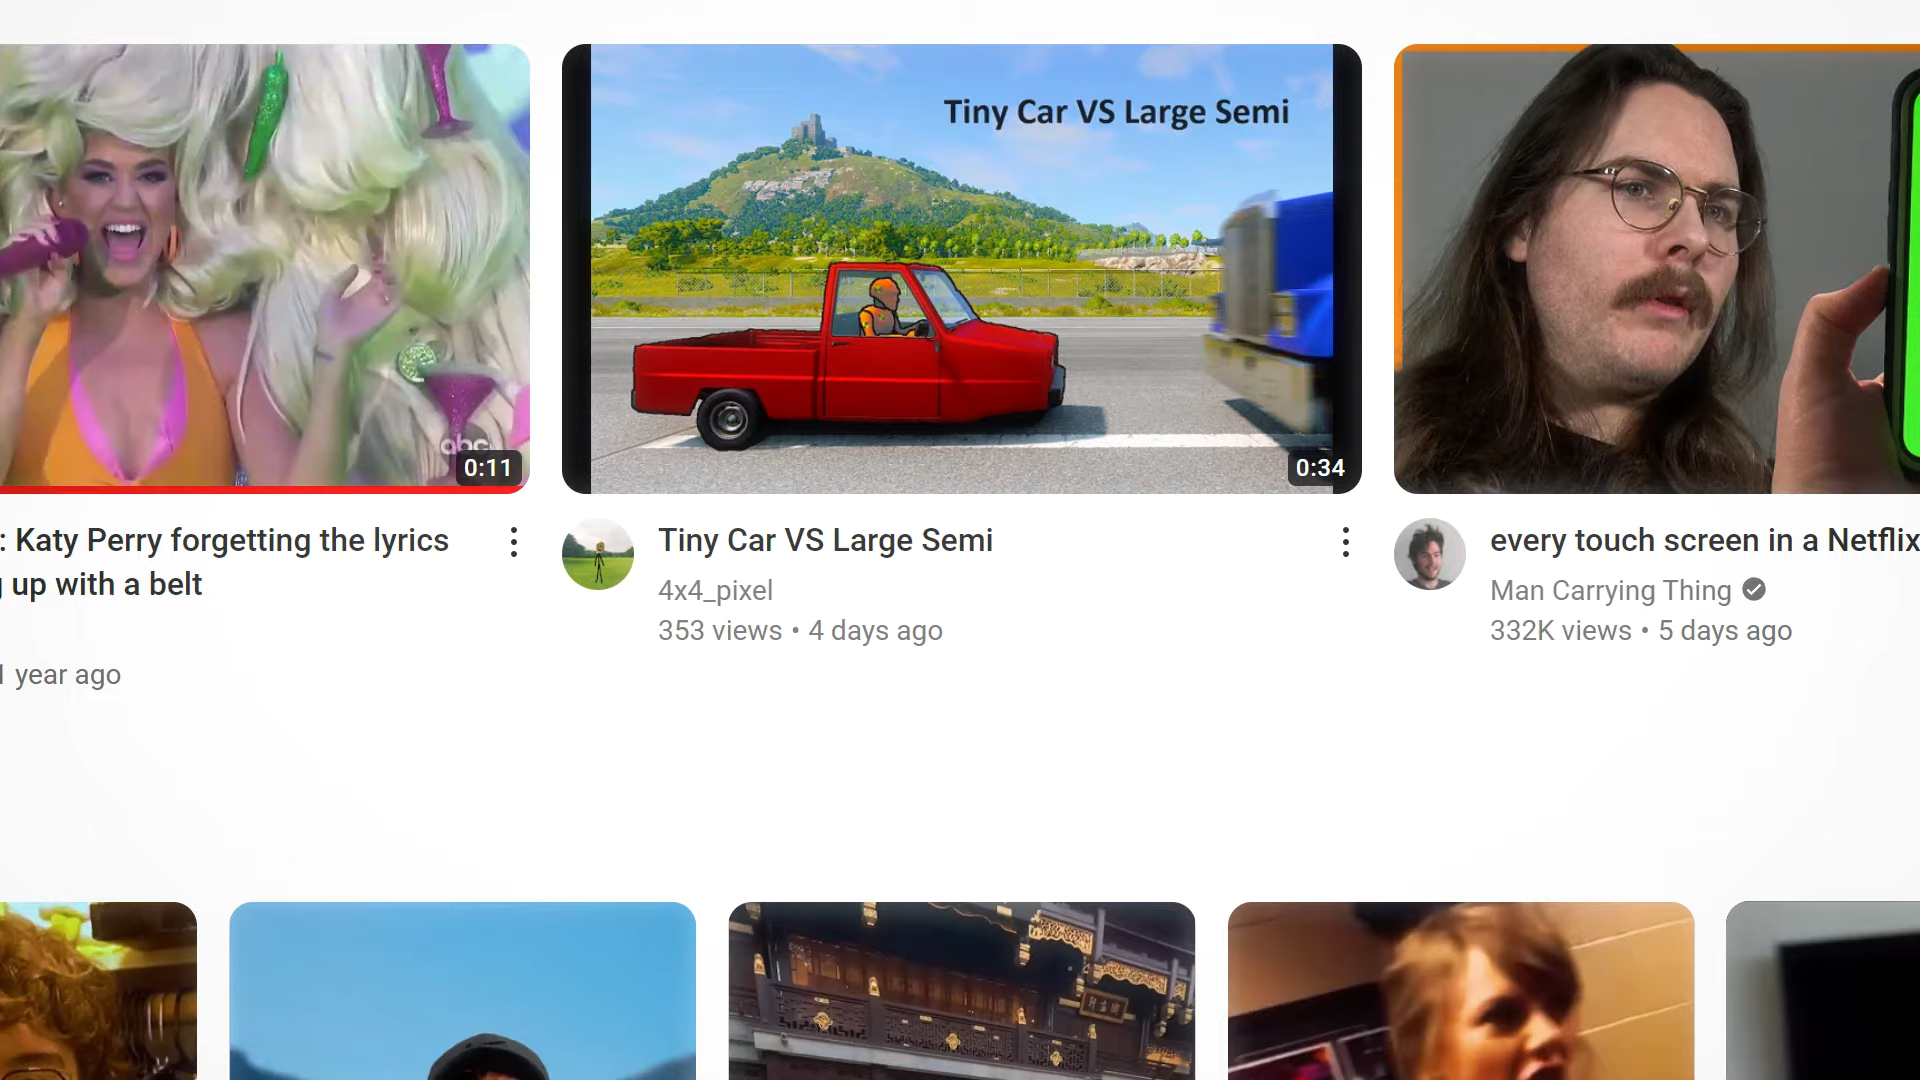 Tiny Car VS Large Semi
abc
0:11
0:34
: Katy Perry forgetting the lyrics
up with a belt
1 year ago
Tiny Car VS Large Semi
4x4_pixel
353 views • 4 days ago
every touch screen in a Netflix
Man Carrying Thing
332K views • 5 days ago